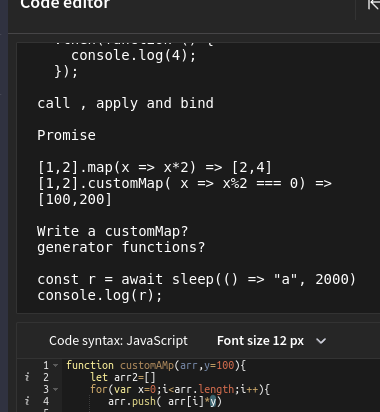 Code editor
.then(function () {
console.log(4);
});
call , apply and bind
Promise
[1,2].map(x => x*2) => [2,4]
[1,2].customMap( x => x%2 === 0) =>
[100,200]
Write a customMap?
generator functions?
const r = await sleep(() => "a", 2000)
console.log(r);
Code syntax: JavaScript Font size 12 px
1 function customAMp(arr,y=100){
i 2 let arr2=[]
3 for(var x=0;i<arr.length;i++){
i 4 arr.push( arr[i]*y)